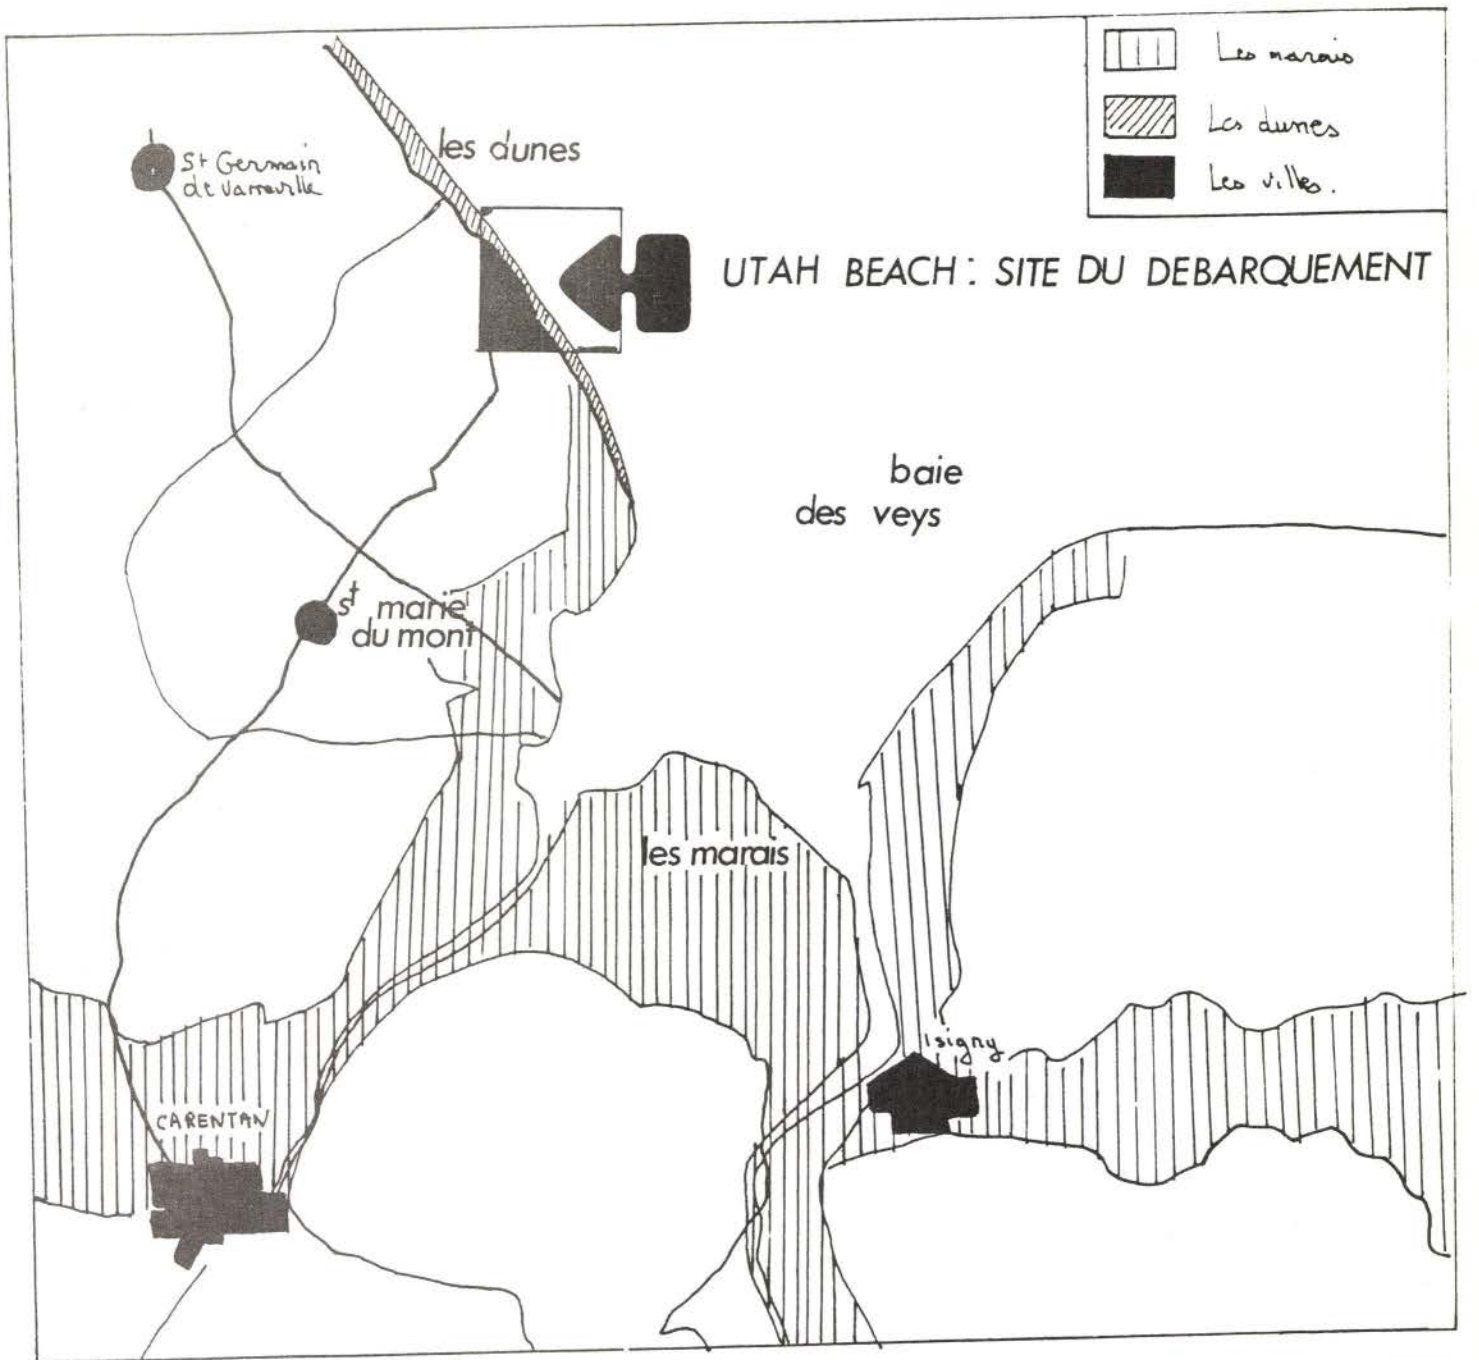 Les marais
Les dunes
Les villes.
les dunes
St Germain
de Varreville
UTAH BEACH: SITE DU DEBARQUEMENT
baie
des veys
st marie
du mont
les marais
Isigny
CARENTAN